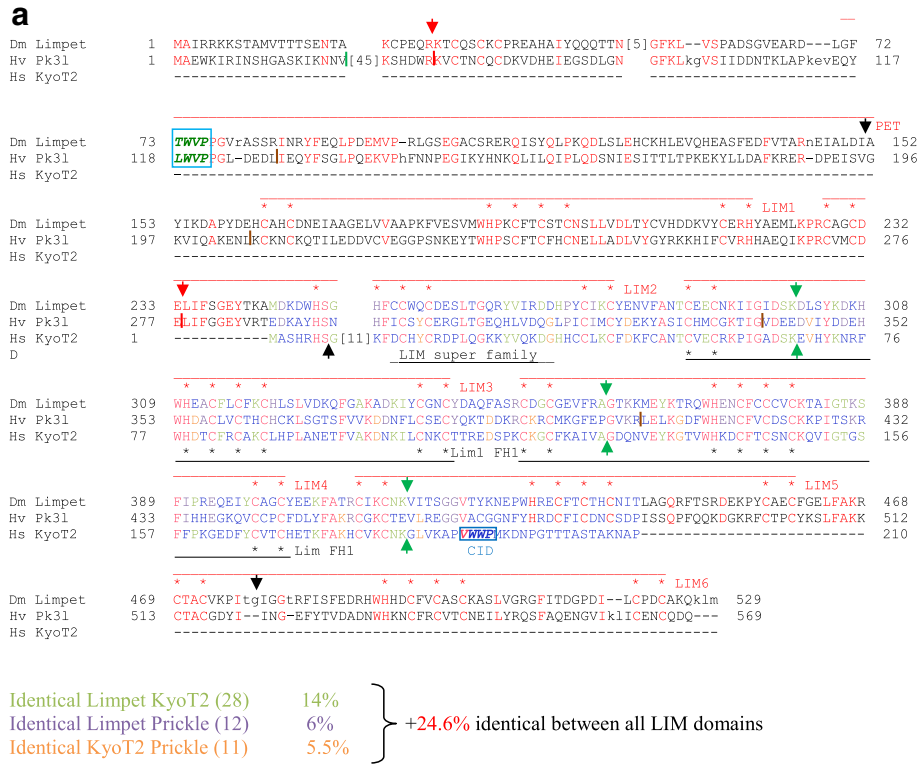 a
Dm Limpet 1 MAIRRKKSTAMVTTTSENTA KCPEQRKTCQSCKCPREAHAIYQQQTTN[5]GFKL--VSPADSGVEARD---LGF 72
Hv Pk3l 1 MAEWKIRINSHGASKIKNNV[45]KSHDWRKVCTNCQCDKVDHEIEGSDLGN GFKLkgVSIIDDNTKLAPkevEQY 117
Hs KyoT2 ----------------------------------------------------------------------
PET
Dm Limpet 73 TWVPPGVrASSRINRYFEQLPDEMVP-RLGSEGACSRERQISYQLPKQDLSLEHCKHLEVQHEASFEDFVTARnEIALDIA 152
Hv Pk3l 118 LWVPPGL-DEDLIEQYFSGLPQEKVPhFNNPEGIKYHNKQLILQIPLQDSNIESITTLTPKEKYLLDAFKRER-DPEISVG 196
Hs KyoT2 --------------------------------------------------------------------------------
* * * * * * * * LIM1 * *
Dm Limpet 153 YIKDAPYDEHCAHCDNEIAAGELVVAAPKFVESVMWHPKCFTCSTCNSLLVDLTYCVHDDKVYCERHYAEMLKPRCAGCD 232
Hv Pk3l 197 KVIQAKENLKCKNCKQTILEDDVCVEGGPSNKEYTWHPSCFTCFHCNELLADLVYGYRKKHIFCVRHHAEQIKPRCVMCD 276
Hs KyoT2 --------------------------------------------------------------------------------
* * * * * LIM2 * *
Dm Limpet 233 ELIFSGEYTKAMDKDWHSG HFCCWQCDESLTGQRYVIRDDHPYCIKCYENVFANTCEECNKIIGIDSKDLSYKDKH 308
Hv Pk3l 277 ELIFGGEYVRTEDKAYHSN HFICSYCERGLTGEQHLVDQGLPICIMCYDEKYASICHMCGKTIGVDEEDVIYDDEH 352
Hs KyoT2 1 ---------MASHRHSG[11]KFDCHYCRDPLQGKKYVQKDGHHCCLKCFDKFCANTCVECRKPIGADSKEVHYKNRF 76
D LIM super family * *
* * * * * * LIM3 * * * * * *
Dm Limpet 309 WHEACFLCFKCHLSLVDKQFGAKADKIYCGNCYDAQFASRCDGCGEVFRAGTKKMEYKTRQWHENCFCCCVCKTAIGTKS 388
Hv Pk3l 353 WHDACLVCTHCHCKLSGTSFVVKDDNFLCSECYQKTDDKRCKRCMGFEPGVKRLELKGDFWHENCFVCDSCKKPITSKR 432
Hs KyoT2 77 WHDTCFRCAKCLHPLANETFVAKDNKILCNKCTTREDSPKCKGCFKAIVAGDQNVEYKGTVWHKDCFTCSNCKQVIGTGS 156
* * * * * * Lim1 FH1 * * * * * *
* * LIM4 * * * * * * * * LIM5
Dm Limpet 389 FIPREQEIYCAGCYEEKFATRCIKCNKVITSGGVTYKNEPWHRECFTCTHCNITLAGQRFTSRDEKPYCAECFGELFAKR 468
Hv Pk3l 433 FIHHEGKQVCCPCFDLYFAKRCGKCTEVLREGGVACGGNFYHRDCFICDNCSDPISSQPFQQKDGKRFCTPCYKSLFAKK 512
Hs KyoT2 157 FFPKGEDFYCVTCHETKFAKHCVKCNKGLVKAPVWWPMKDNPGTTTASTAKNAP-------------------------- 210
* * Lim FH1 CID
* * * * * * * * LIM6
Dm Limpet 469 CTACVKPItgIGGtRFISFEDRHWHHDCFVCASCKASLVGRGFITDGPDI--LCPDCAKQklm 529
Hv Pk3l 513 CTACGDYI--ING-EFYTVDADNWHKNCFRCVTCNEILYRQSFAQENGVIklICENCQDQ--- 569
Hs KyoT2 ---------------------------------------------------------------
Identical Limpet KyoT2 (28) 14%
Identical Limpet Prickle (12) 6%
Identical KyoT2 Prickle (11) 5.5%
+24.6% identical between all LIM domains